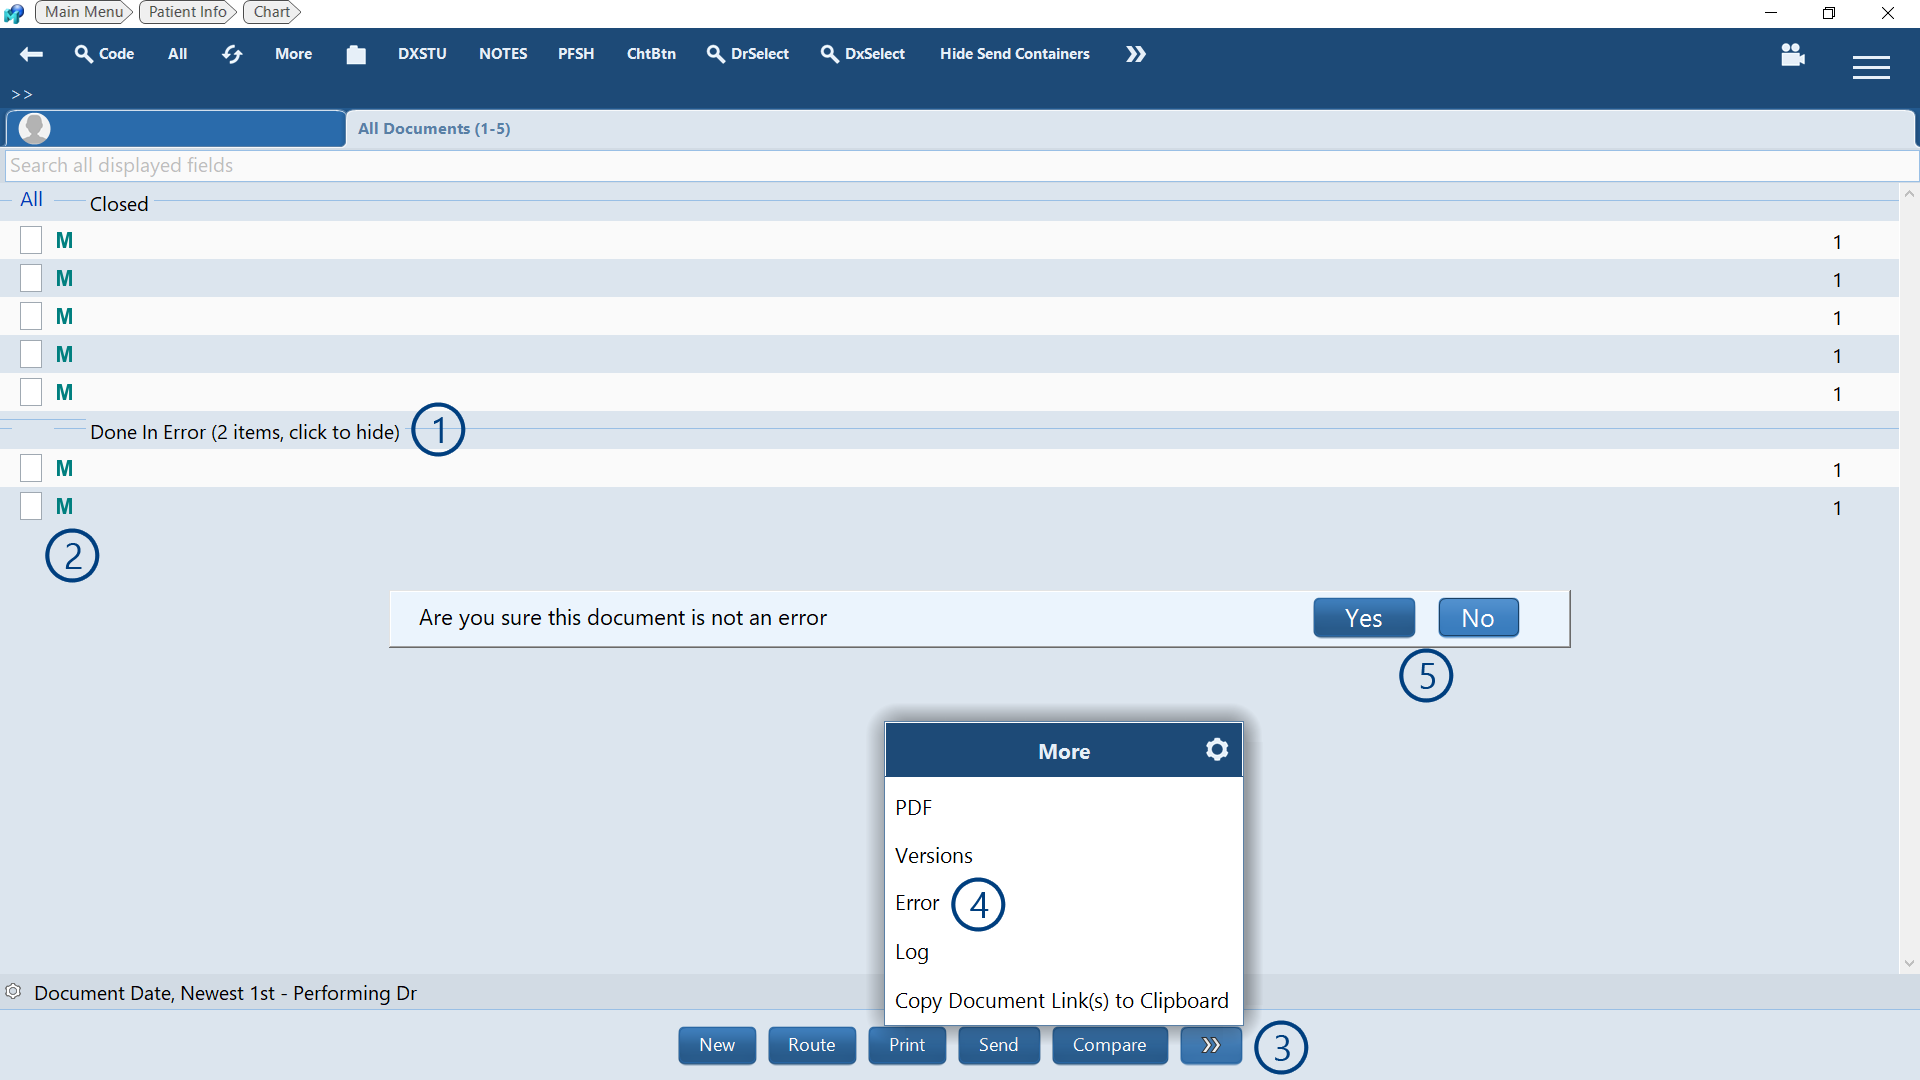 Main Menu Patient Info Chart
Code All More DXSTU NOTES PFSH ChtBtn DrSelect DxSelect Hide Send Containers
>>
All Documents (1-5)
Search all displayed fields
All Closed
M 1
M 1
M 1
M 1
M 1
Done In Error (2 items, click to hide) 1
M 1
M 1
2
Are you sure this document is not an error Yes No
5
More
PDF
Versions
Error 4
Log
Copy Document Link(s) to Clipboard
Document Date, Newest 1st - Performing Dr
New Route Print Send Compare 3